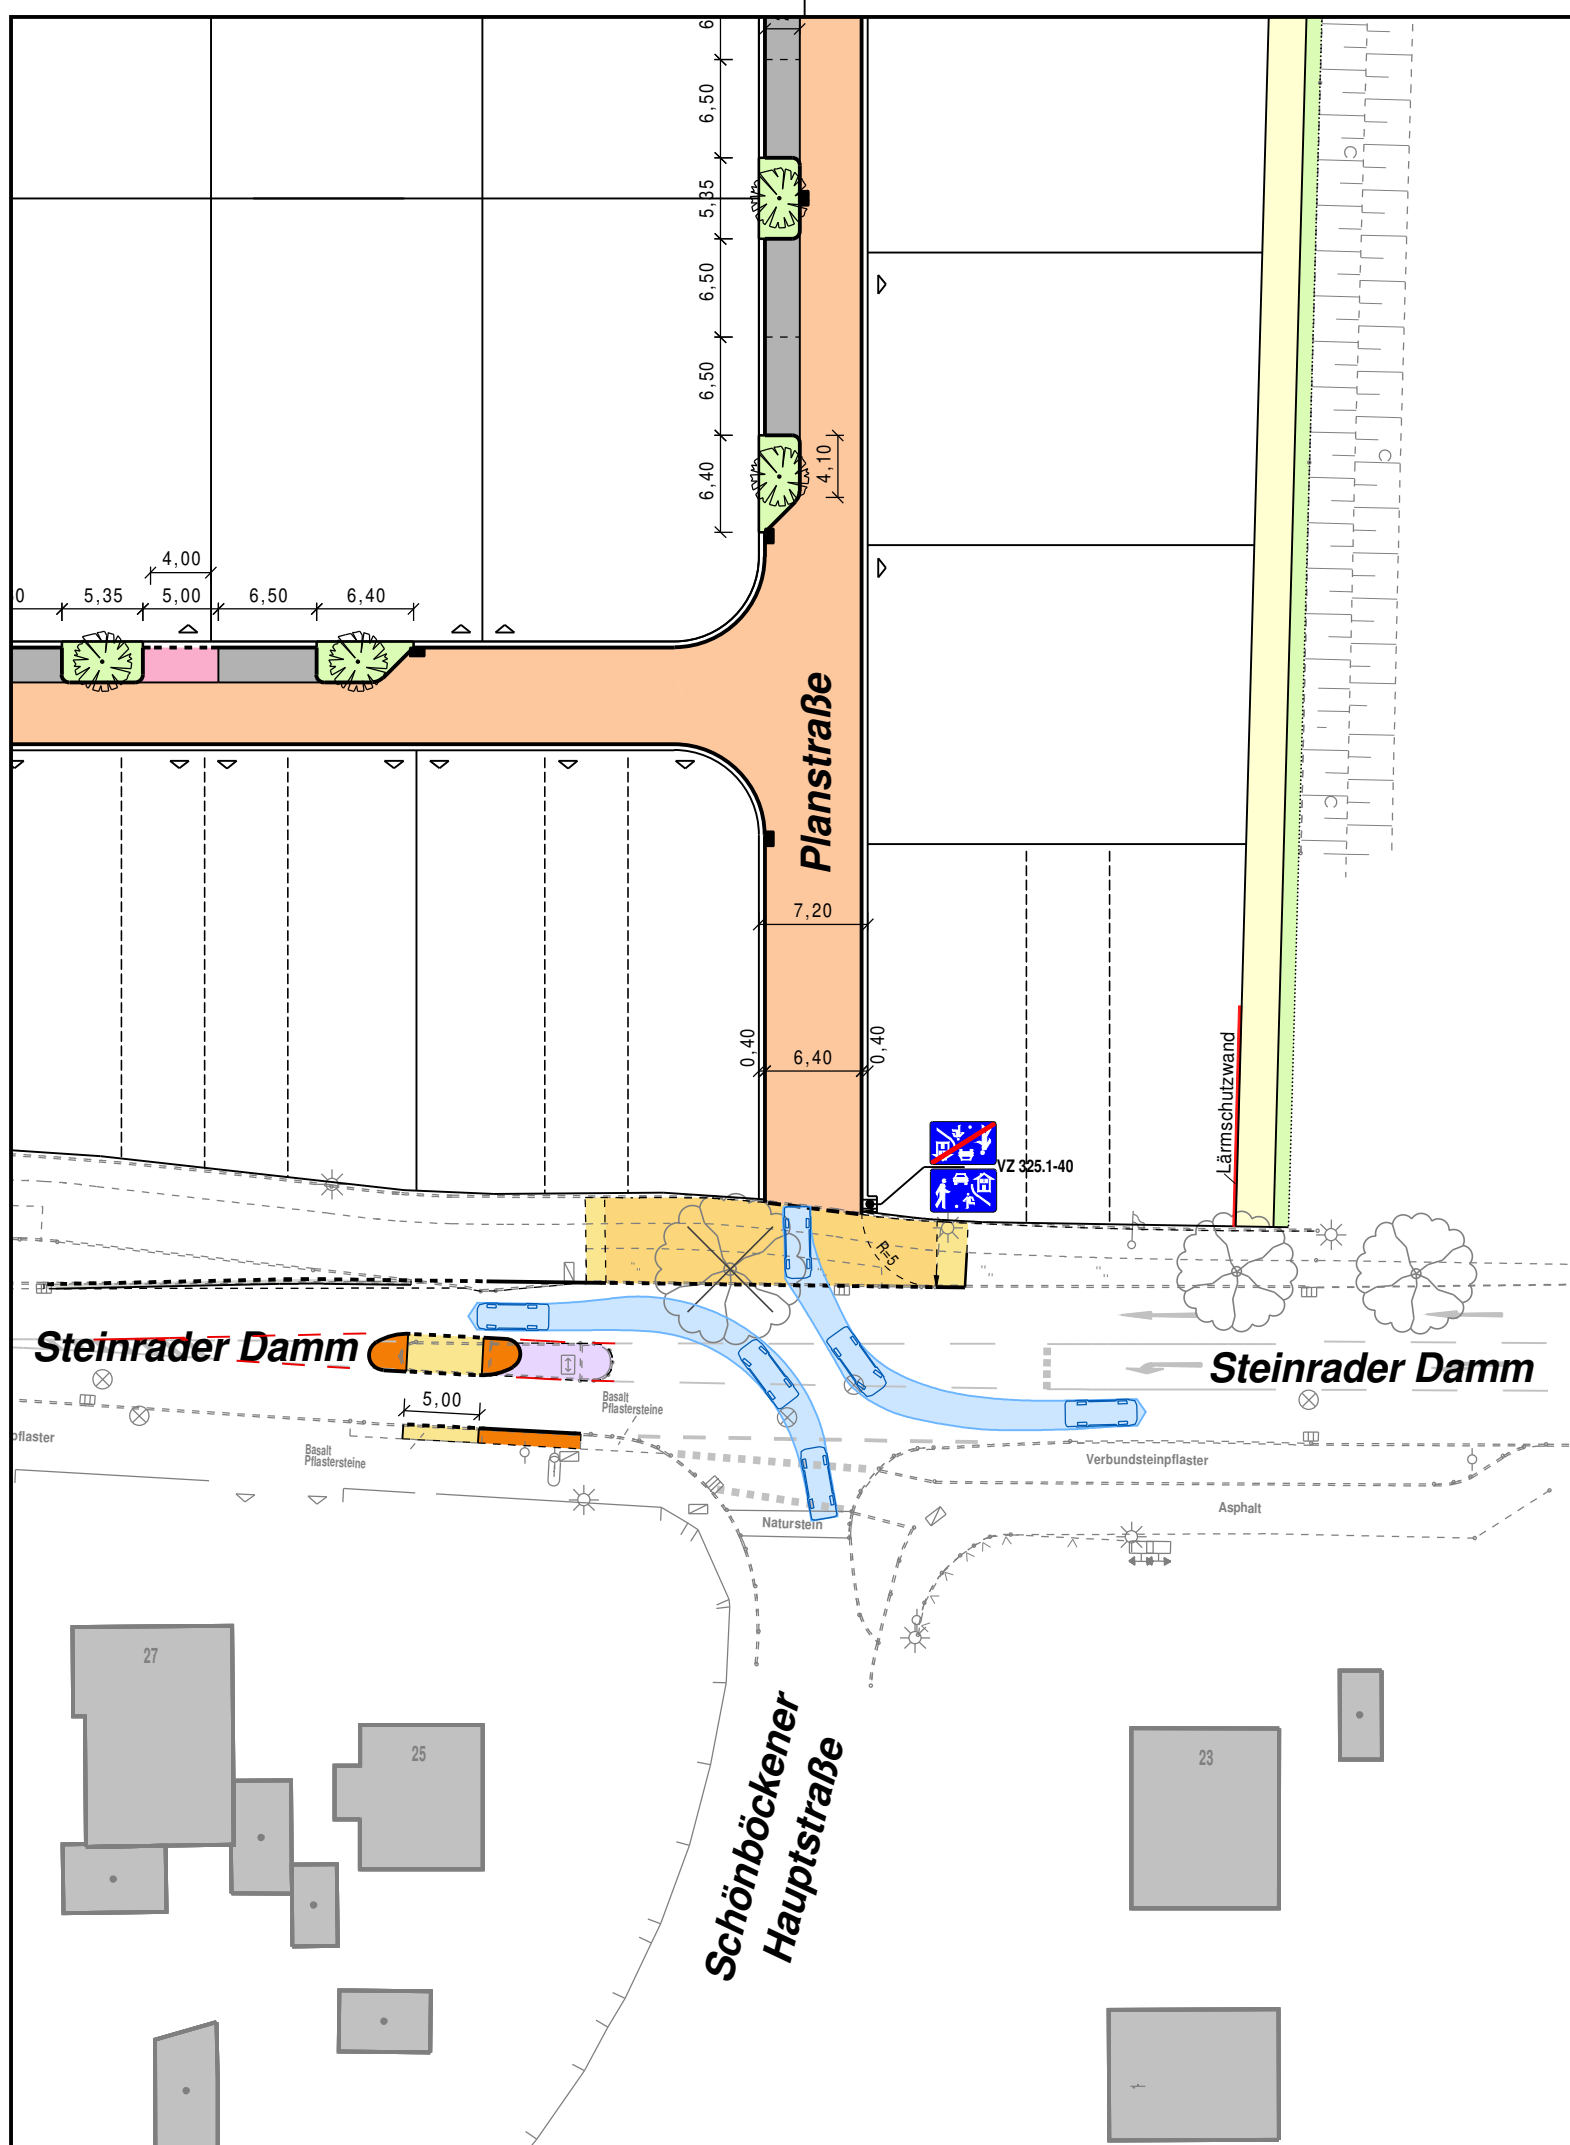 6
6,50
5,35
6,50
6,50
6,40
4,10
4,00
0
5,35
5,00
6,50
6,40
Planstraße
7,20
0,40
6,40
0,40
Lärmschutzwand
VZ 325.1-40
R=5
Steinrader Damm
Steinrader Damm
5,00
Basalt
Pflastersteine
Basalt
Pflastersteine
pflaster
Verbundsteinpflaster
Asphalt
Naturstein
27
25
23
Schönböckener
Hauptstraße